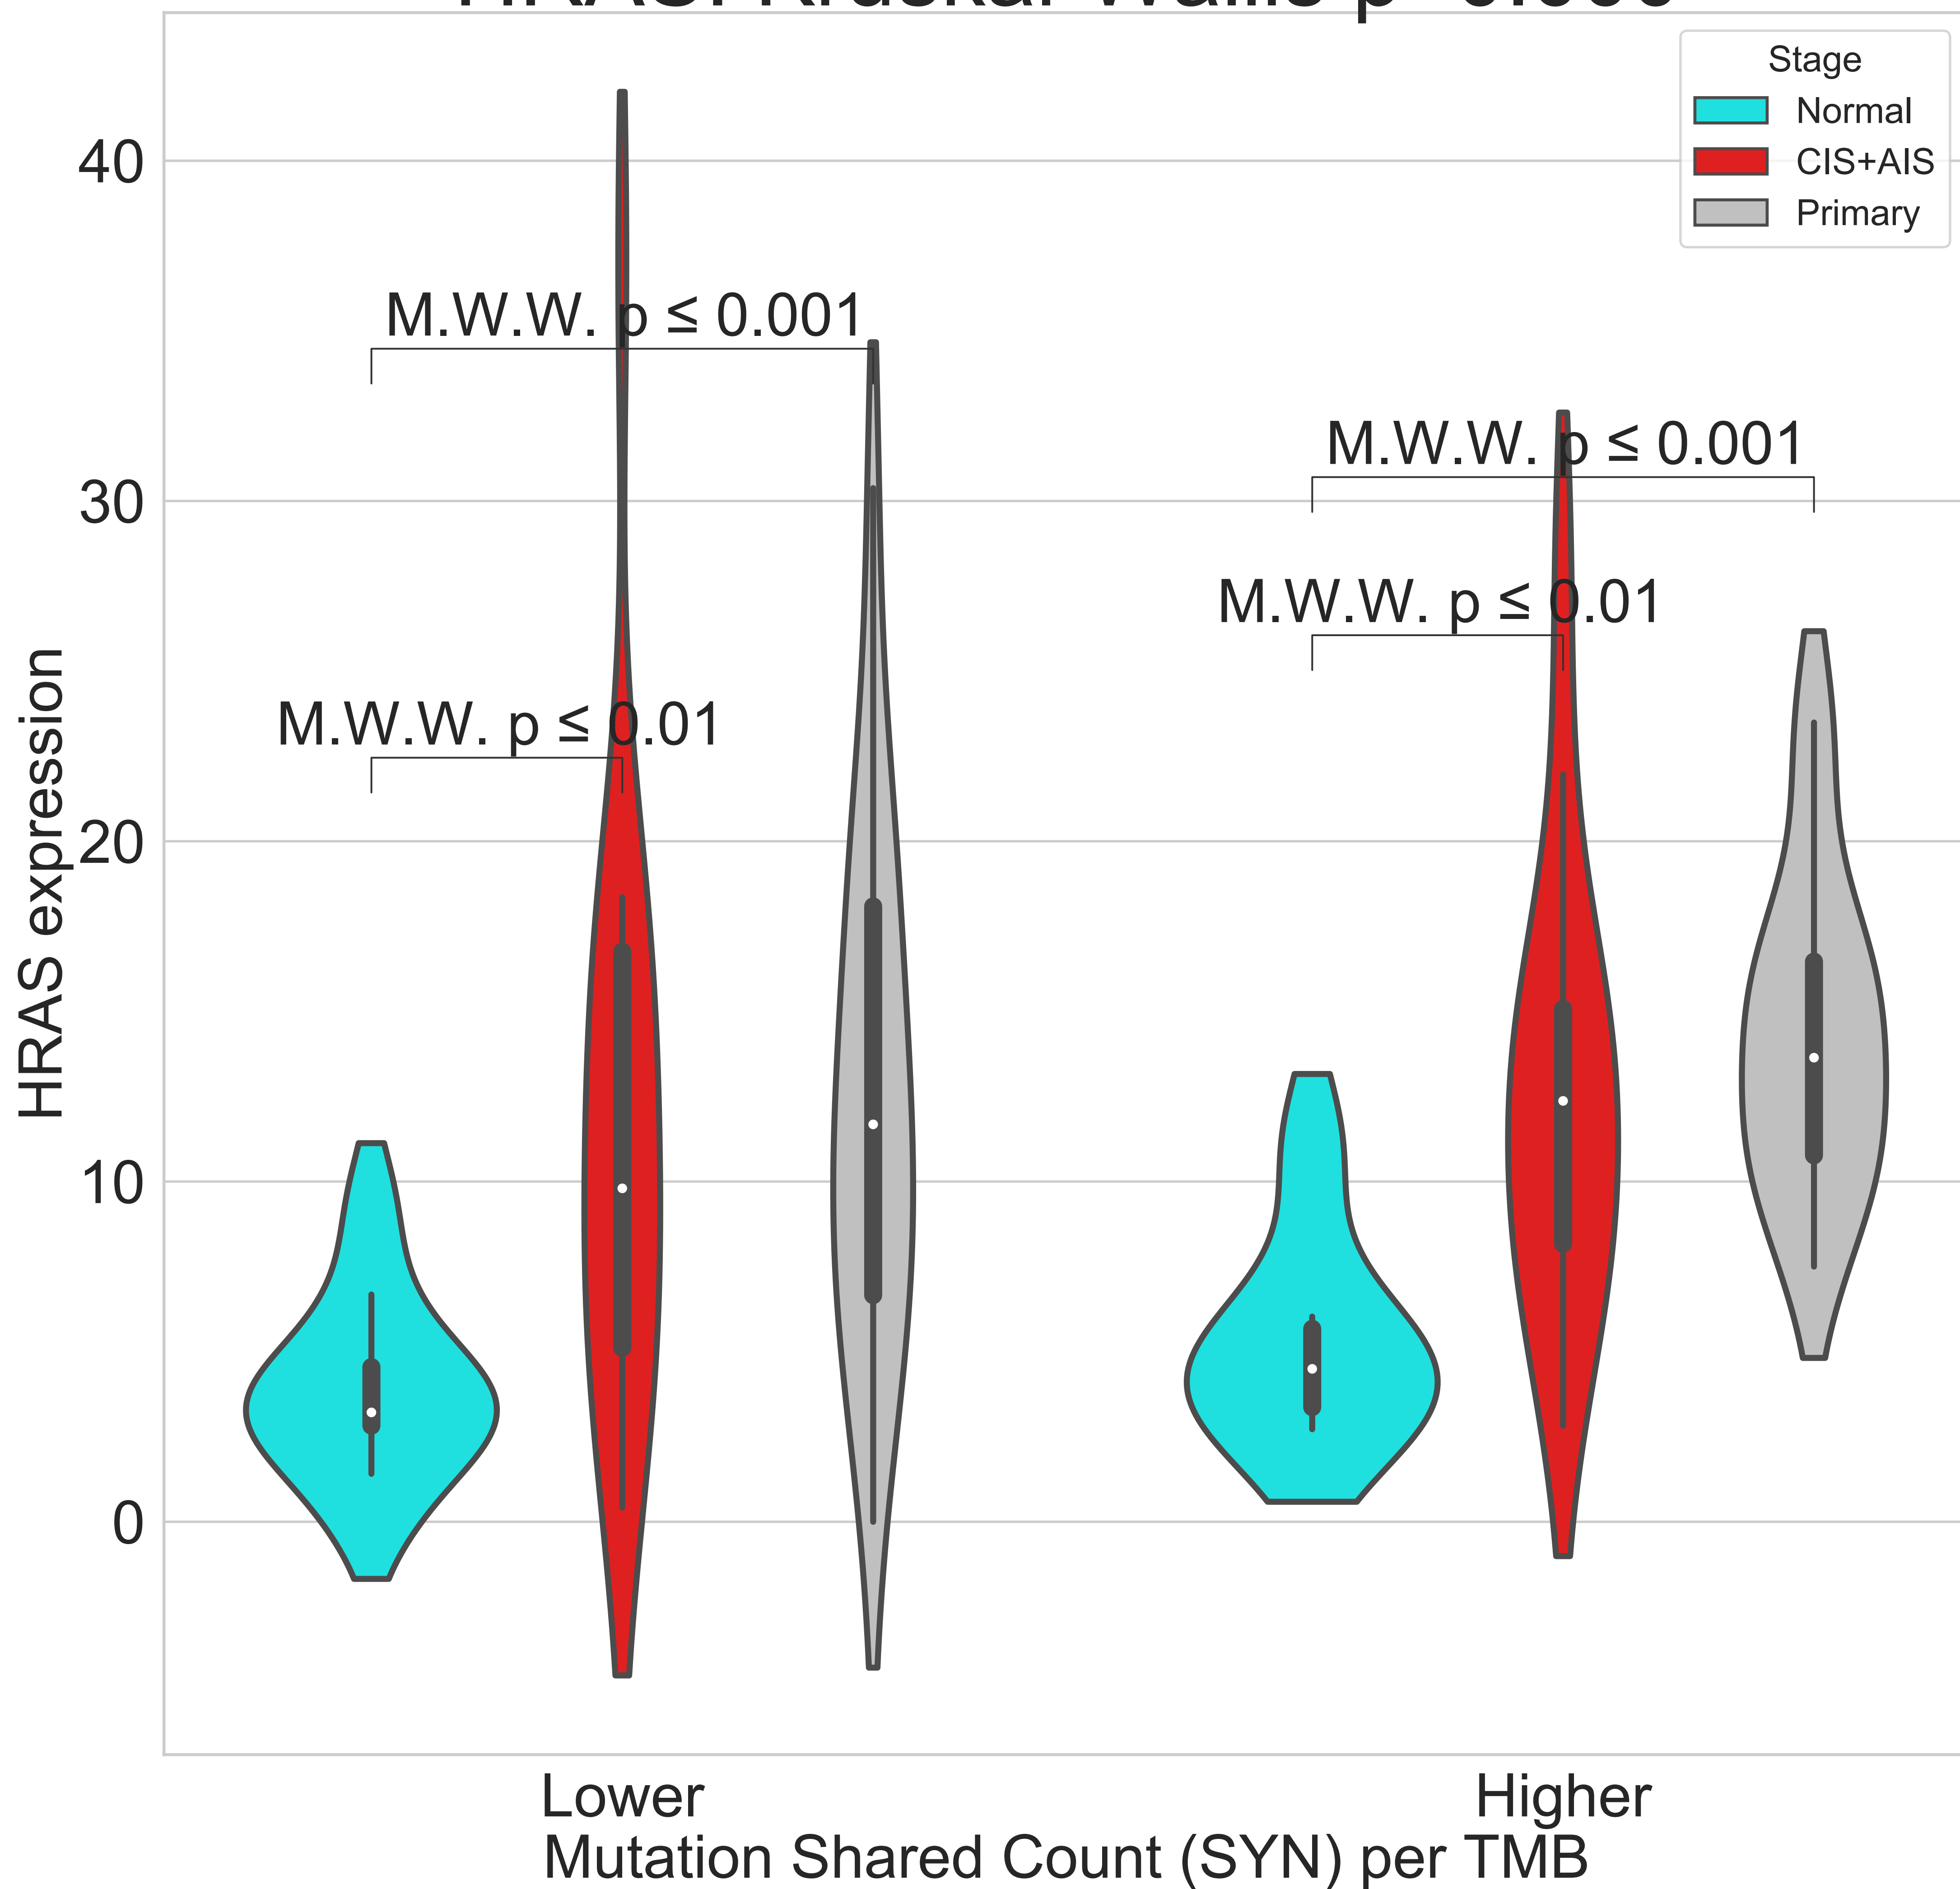 Stage
Normal
CIS+AIS
Primary
40
30
20
10
0
HRAS expression
M.W.W. p ≤ 0.001
M.W.W. p ≤ 0.01
M.W.W. p ≤ 0.001
M.W.W. p ≤ 0.01
Lower
Higher
Mutation Shared Count (SYN) per TMB